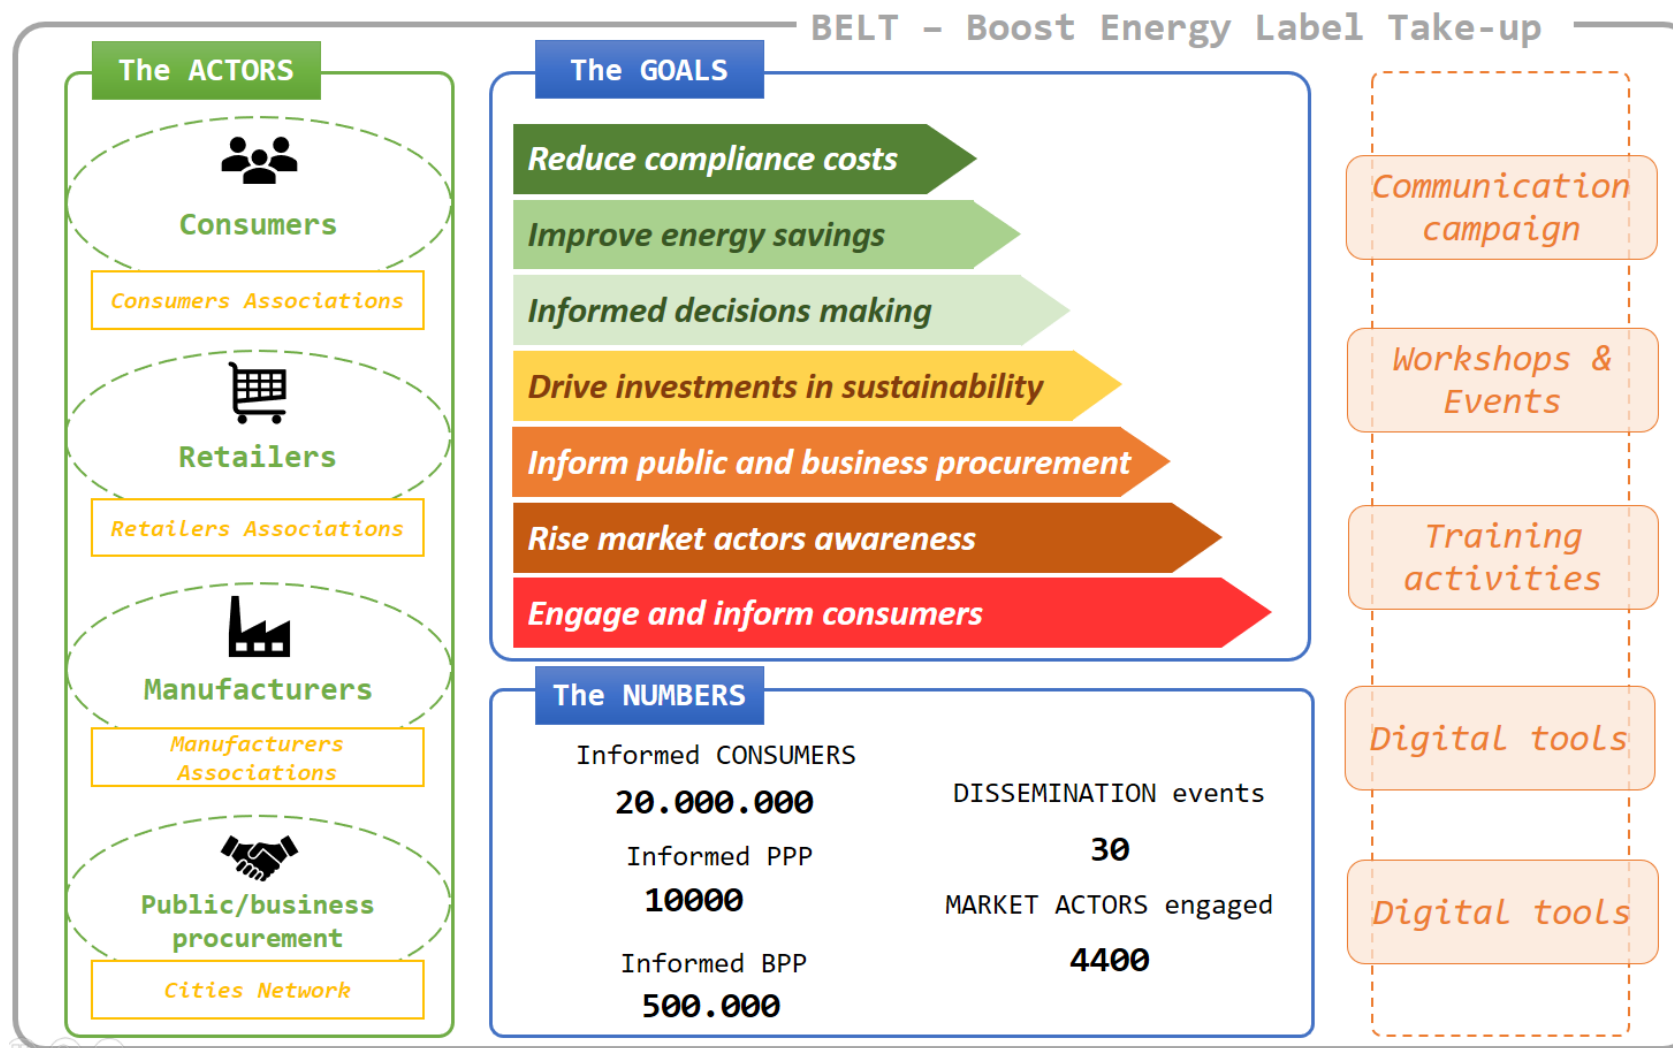 BELT – Boost Energy Label Take-up
The ACTORS
Consumers
Consumers Associations
Retailers
Retailers Associations
Manufacturers
Manufacturers
Associations
Public/business
procurement
Cities Network
The GOALS
Reduce compliance costs
Improve energy savings
Informed decisions making
Drive investments in sustainability
Inform public and business procurement
Rise market actors awareness
Engage and inform consumers
The NUMBERS
Informed CONSUMERS
20.000.000
Informed PPP
10000
Informed BPP
500.000
DISSEMINATION events
30
MARKET ACTORS engaged
4400
Communication
campaign
Workshops &
Events
Training
activities
Digital tools
Digital tools